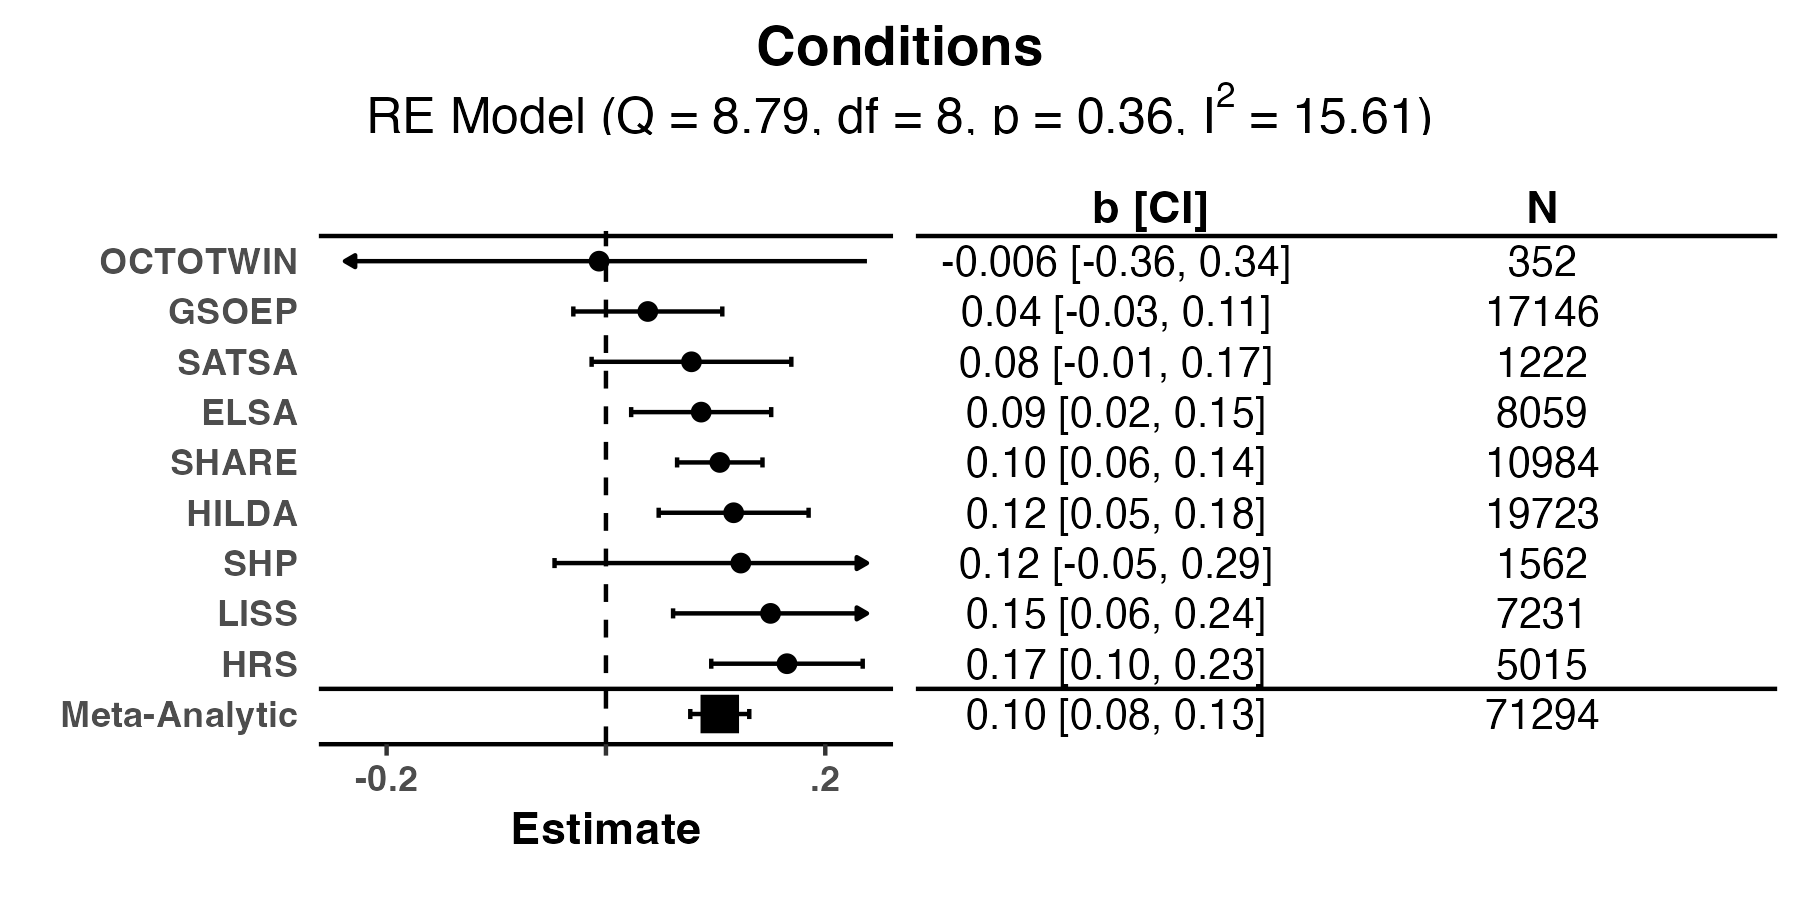 Conditions
RE Model (Q = 8.79, df = 8, p = 0.36, I² = 15.61)
b [CI] N
OCTOTWIN -0.006 [-0.36, 0.34] 352
GSOEP 0.04 [-0.03, 0.11] 17146
SATSA 0.08 [-0.01, 0.17] 1222
ELSA 0.09 [0.02, 0.15] 8059
SHARE 0.10 [0.06, 0.14] 10984
HILDA 0.12 [0.05, 0.18] 19723
SHP 0.12 [-0.05, 0.29] 1562
LISS 0.15 [0.06, 0.24] 7231
HRS 0.17 [0.10, 0.23] 5015
Meta-Analytic 0.10 [0.08, 0.13] 71294
-0.2 .2
Estimate